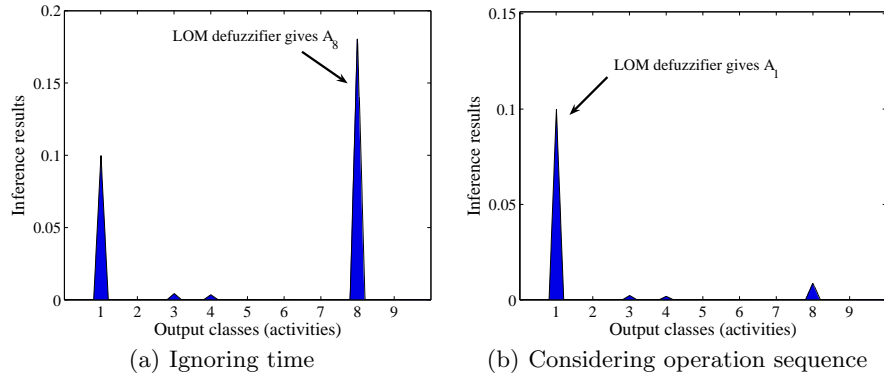 0.2
0.15
0.1
0.05
0
Inference results
LOM defuzzifier gives A8
1 2 3 4 5 6 7 8 9
Output classes (activities)
(a) Ignoring time
0.15
0.1
0.05
0
Inference results
LOM defuzzifier gives A1
1 2 3 4 5 6 7 8 9
Output classes (activities)
(b) Considering operation sequence